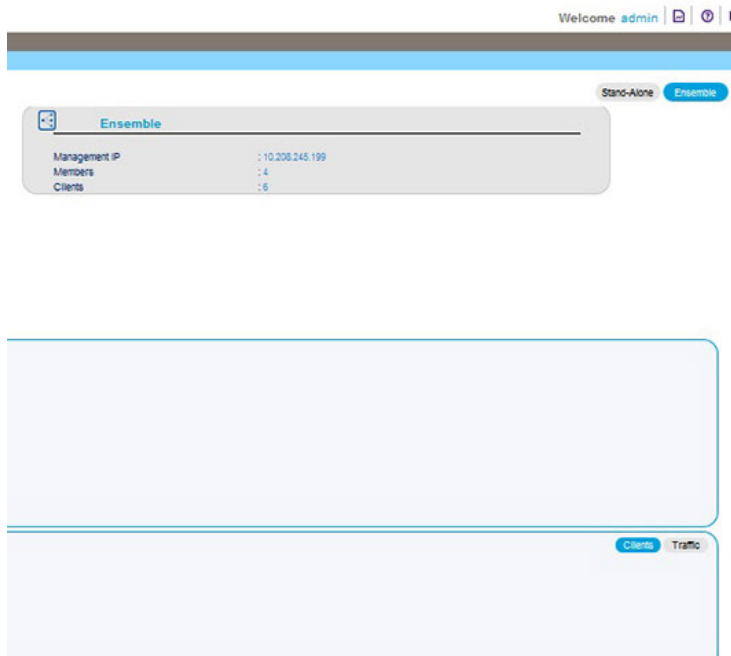 Welcome admin
Stand-Alone Ensemble
Ensemble
Management IP : 10.208.245.199
Members : 4
Clients : 6
Clients Traffic